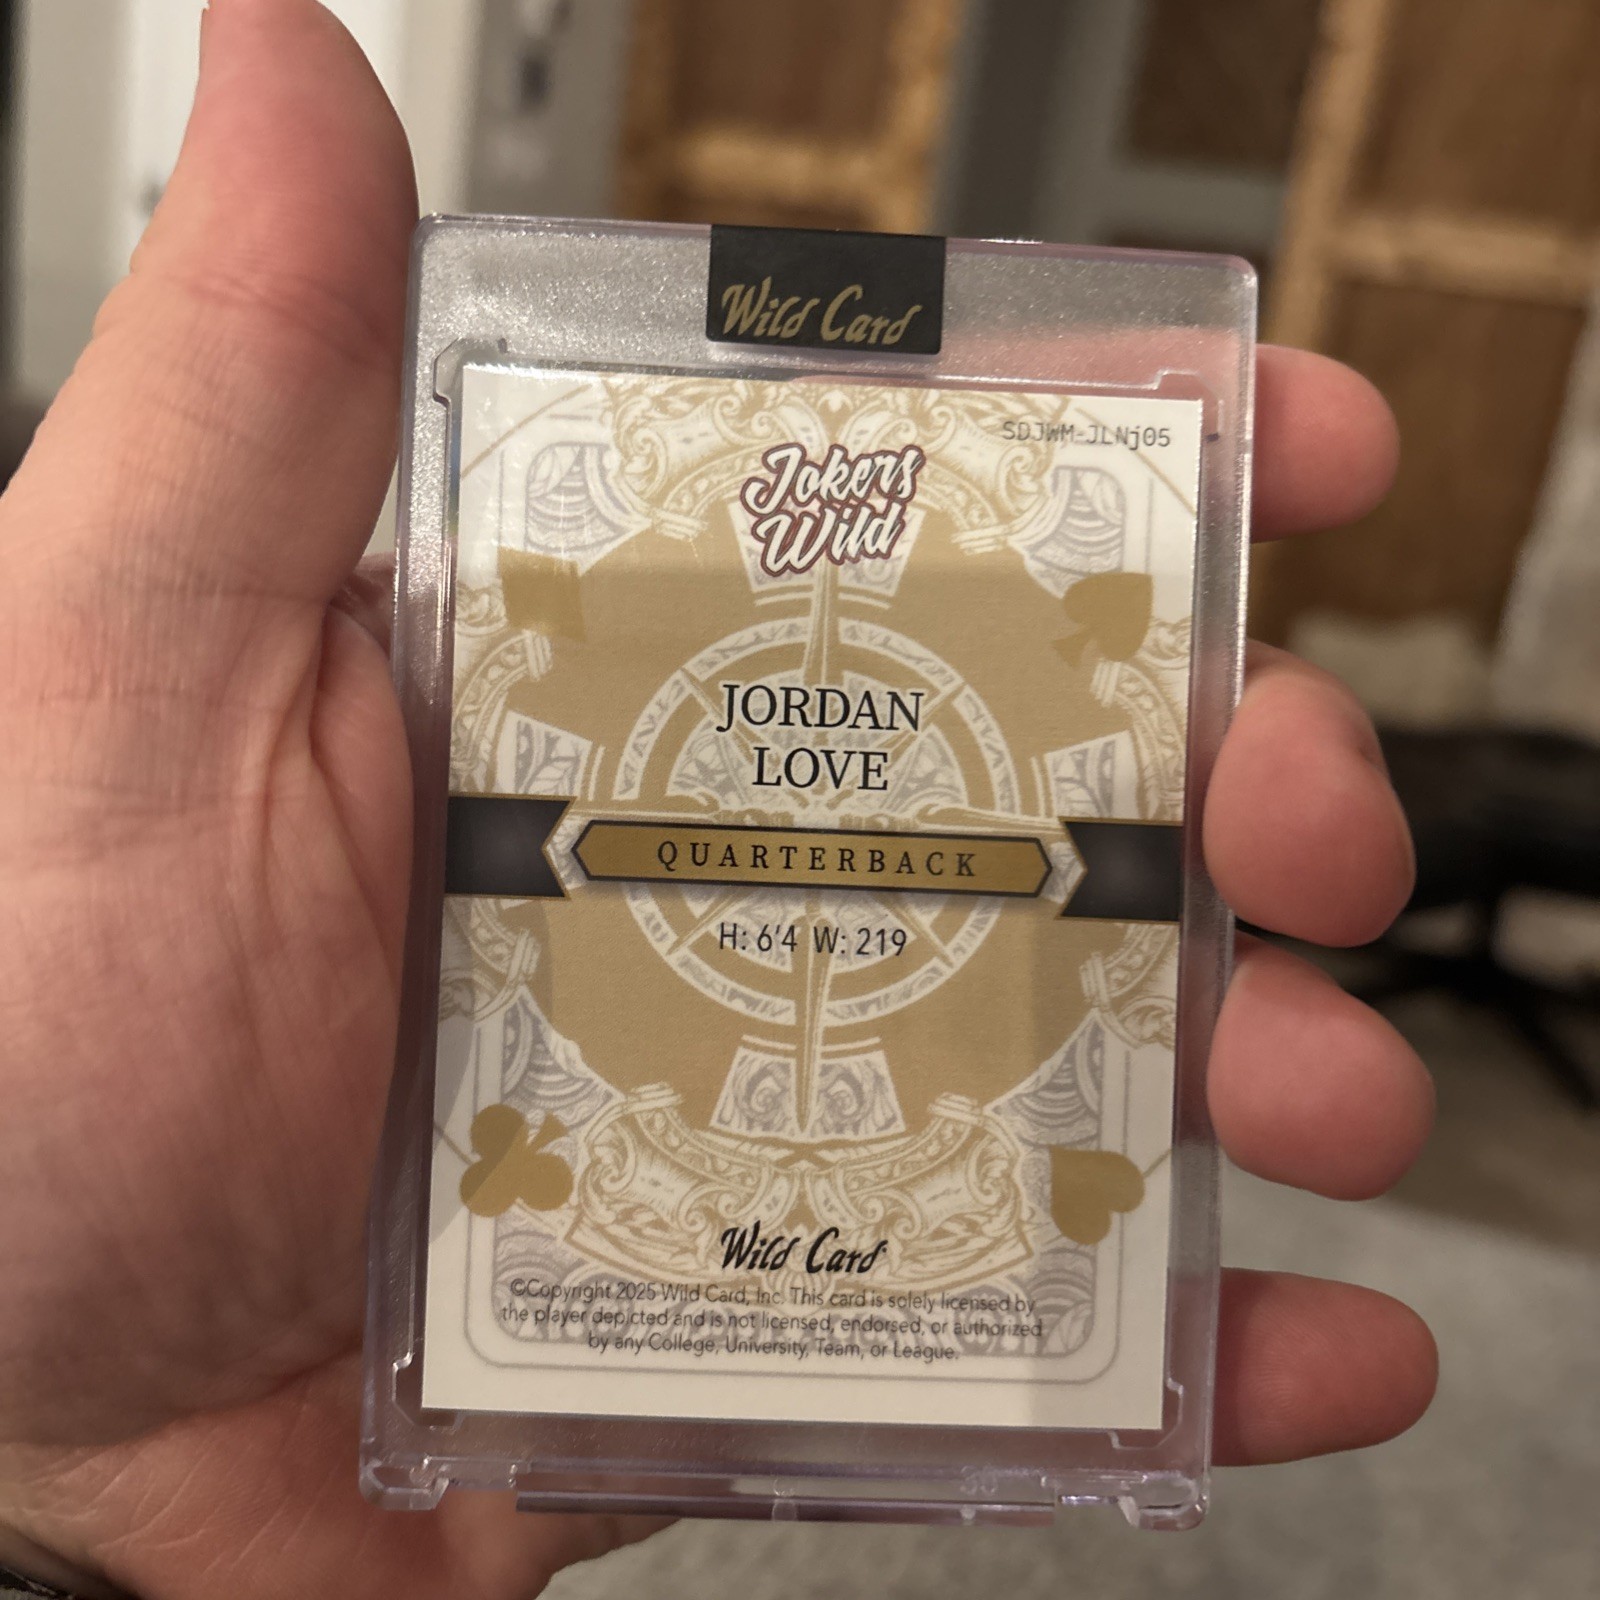 Wild Card
SDJWM-JLNj05
Jokers
Wild
JORDAN
LOVE
QUARTERBACK
H: 6'4 W: 219
Wild Card
©Copyright 2025 Wild Card, Inc. This card is solely licensed by
the player depicted and is not licensed, endorsed, or authorized
by any College, University, Team, or League.